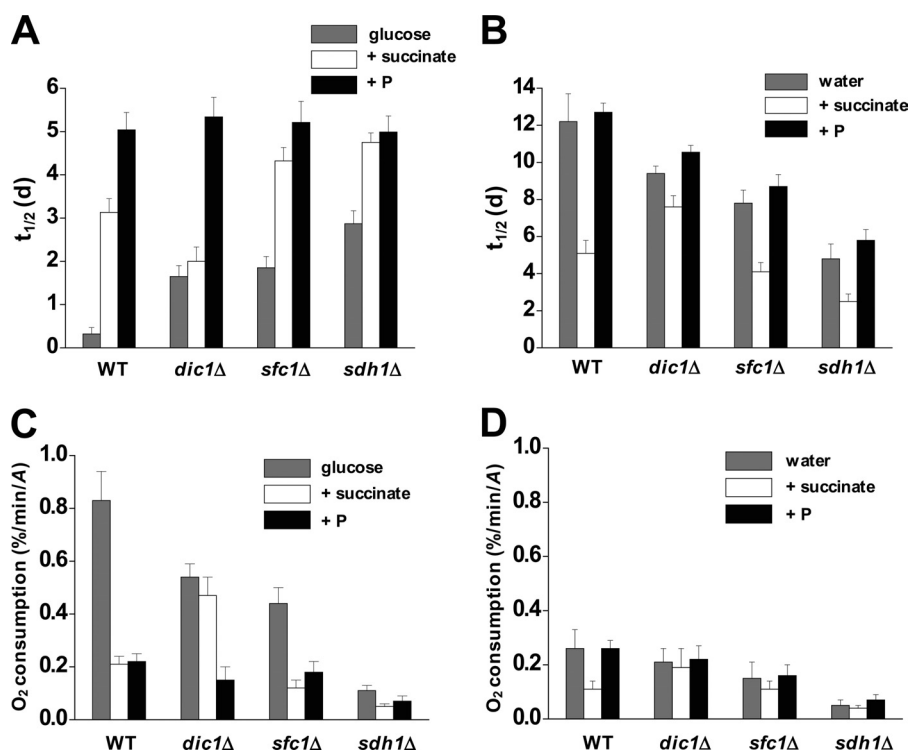 A
glucose
+ succinate
+ P
t1/2 (d)
6
5
4
3
2
1
0
WT
dic1Δ
sfc1Δ
sdh1Δ
B
water
+ succinate
+ P
t1/2 (d)
14
12
10
8
6
4
2
0
WT
dic1Δ
sfc1Δ
sdh1Δ
C
glucose
+ succinate
+ P
O2 consumption (%/min/A)
1.0
0.8
0.6
0.4
0.2
0.0
WT
dic1Δ
sfc1Δ
sdh1Δ
D
water
+ succinate
+ P
O2 consumption (%/min/A)
1.0
0.8
0.6
0.4
0.2
0.0
WT
dic1Δ
sfc1Δ
sdh1Δ